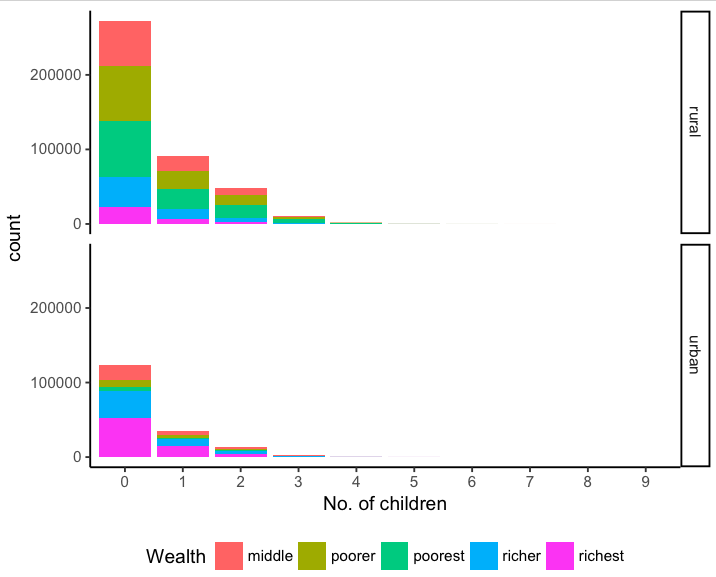 200000
100000
0
rural
count
200000
100000
0
urban
0 1 2 3 4 5 6 7 8 9
No. of children
Wealth middle poorer poorest richer richest